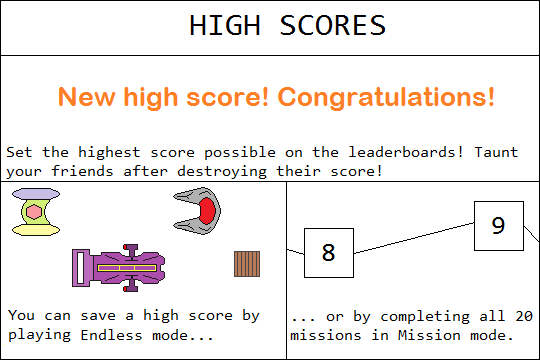 HIGH SCORES
New high score! Congratulations!
Set the highest score possible on the leaderboards! Taunt
your friends after destroying their score!
8
9
You can save a high score by
playing Endless mode...
... or by completing all 20
missions in Mission mode.